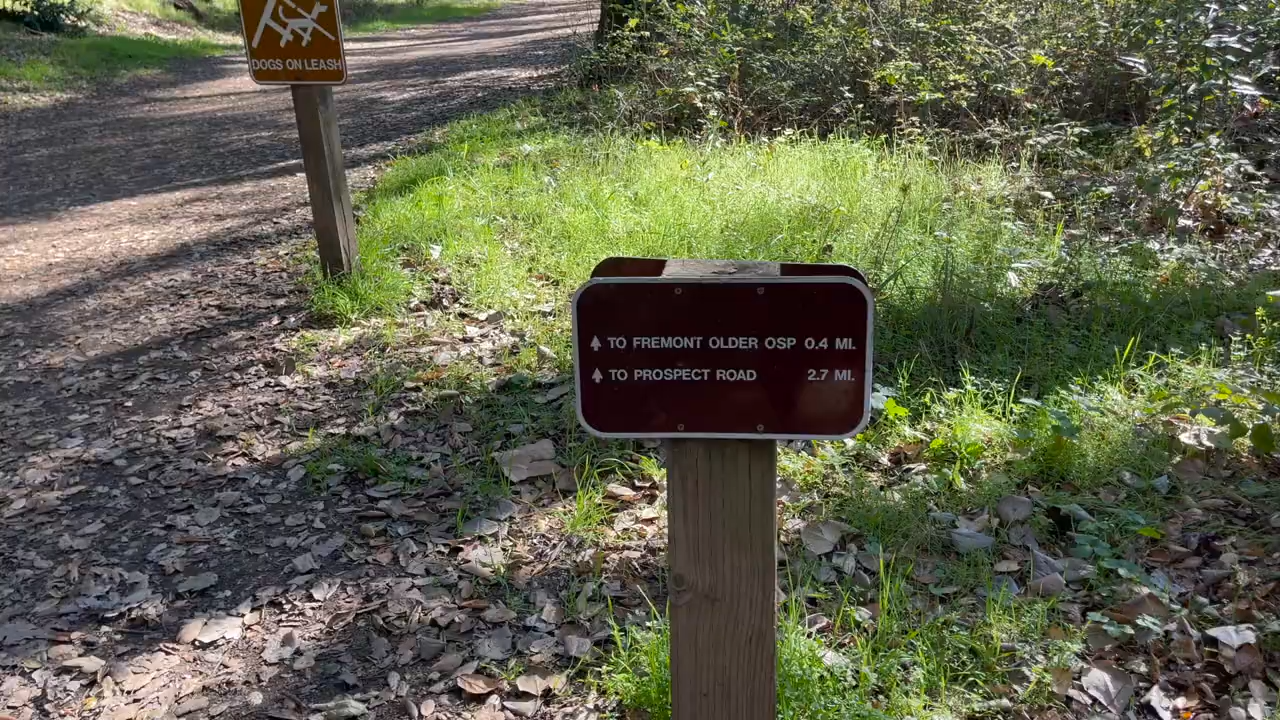 DOGS ON LEASH
TO FREMONT OLDER OSP 0.4 MI.
TO PROSPECT ROAD 2.7 MI.